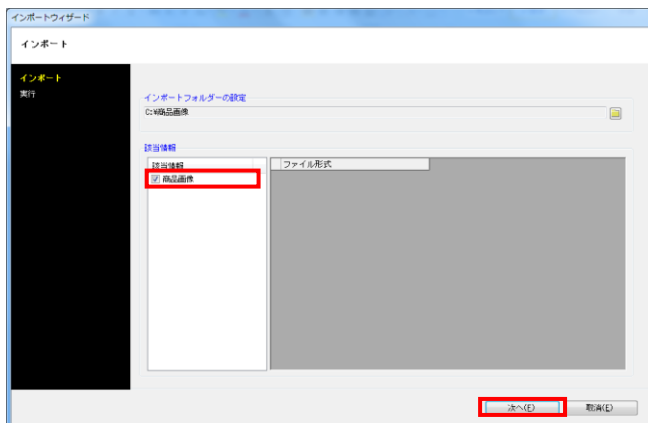 インポートウィザード
インポート
インポート
実行
インポートフォルダーの設定
C:¥商品画像
該当情報
該当情報
ファイル形式
商品画像
次へ(E)
取消(E)